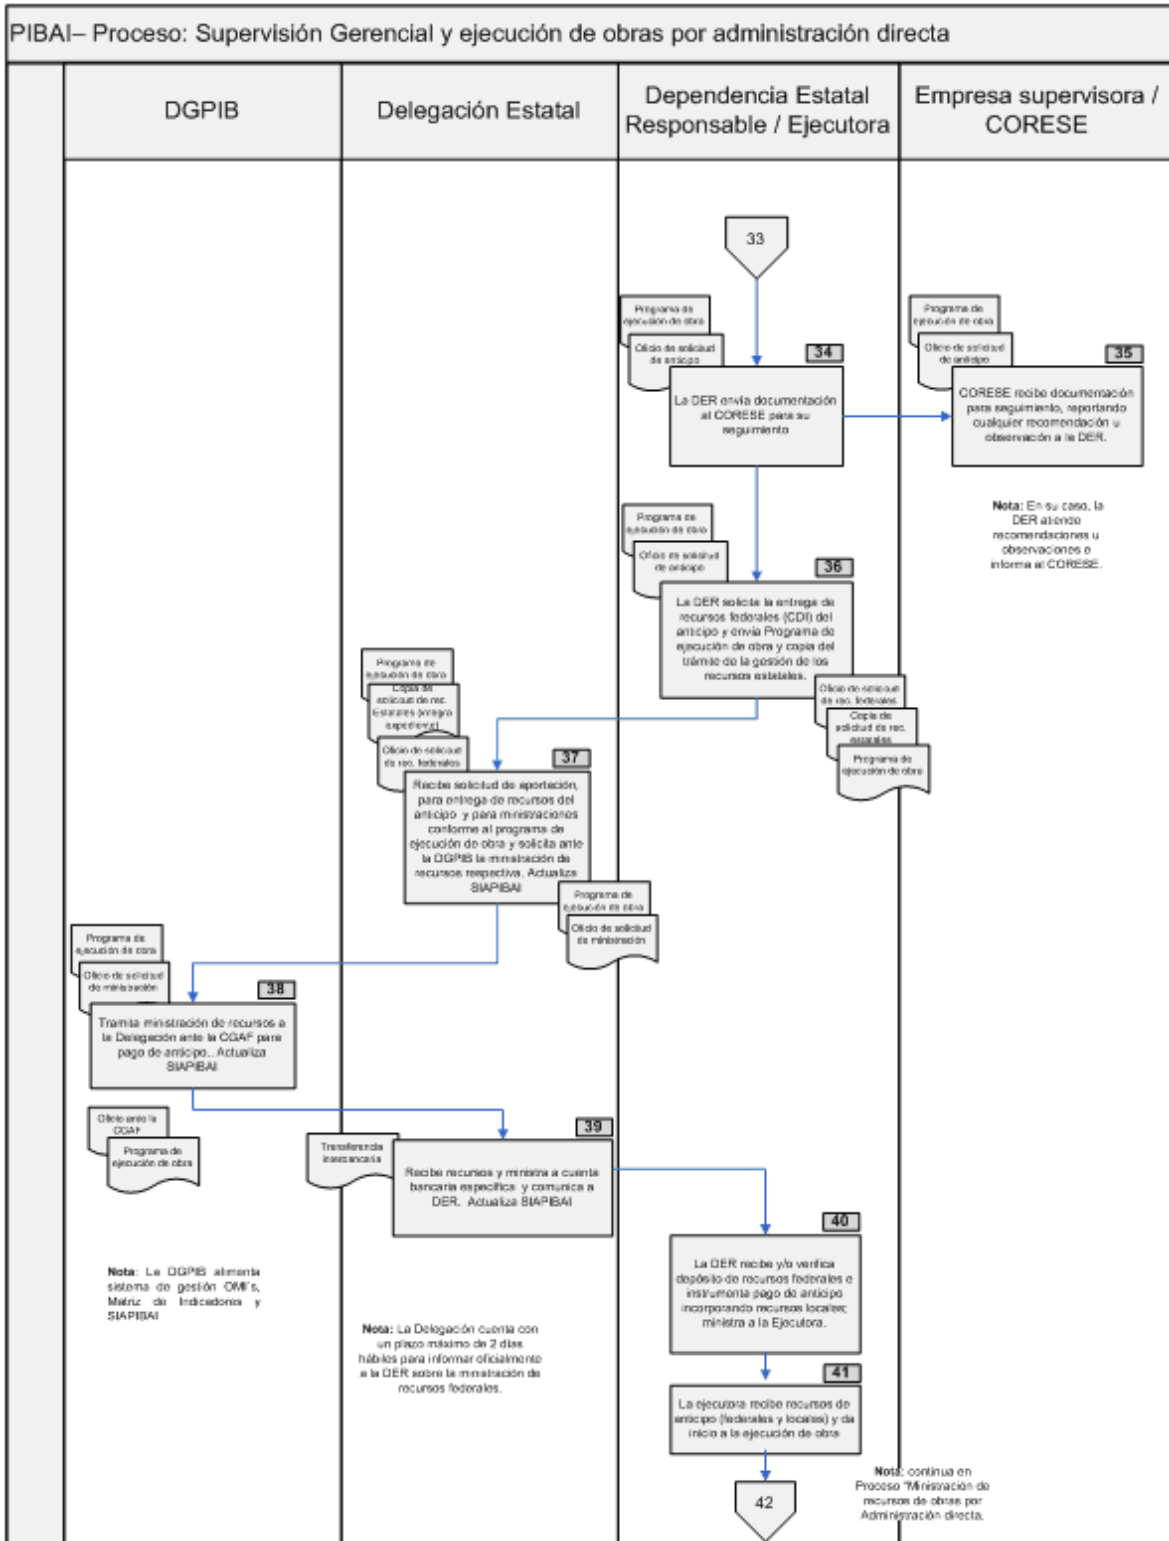 PIBAI– Proceso: Supervisión Gerencial y ejecución de obras por administración directa
DGPIB
Delegación Estatal
Dependencia Estatal
Responsable / Ejecutora
Empresa supervisora /
CORESE
33
Programa de
ejecución de obra
Oficio de solicitud
de anticipo
34
La DER envía documentación
al CORESE para su
seguimiento
Programa de
ejecución de obra
Oficio de solicitud
de anticipo
35
CORESE recibe documentación
para seguimiento, reportando
cualquier recomendación u
observación a la DER.
Nota: En su caso, la
DER atiende
recomendaciones u
observaciones e
informa al CORESE.
Programa de
ejecución de obra
Oficio de solicitud
de anticipo
36
La DER solicita la entrega de
recursos federales (CDI) del
anticipo y envía Programa de
ejecución de obra y copia del
trámite de la gestión de los
recursos estatales.
Oficio de solicitud
de rec. federales
Copia de
solicitud de rec.
estatales
Programa de
ejecución de obra
Programa de
ejecución de obra
Copia de
solicitud de rec.
Estatales (integra
expediente)
Oficio de solicitud
de rec. federales
37
Recibe solicitud de aportación,
para entrega de recursos del
anticipo y para ministraciones
conforme al programa de
ejecución de obra y solicita ante
la DGPIB la ministración de
recursos respectiva. Actualiza
SIAPIBAI
Programa de
ejecución de obra
Oficio de solicitud
de ministración
Programa de
ejecución de obra
Oficio de solicitud
de ministración
38
Tramita ministración de recursos a
la Delegación ante la CGAF para
pago de anticipo.. Actualiza
SIAPIBAI
Oficio ante la
CGAF
Programa de
ejecución de obra
Transferencia
interbancaria
39
Recibe recursos y ministra a cuenta
bancaria específica y comunica a
DER. Actualiza SIAPIBAI
40
La DER recibe y/o verifica
depósito de recursos federales e
instrumenta pago de anticipo
incorporando recursos locales;
ministra a la Ejecutora.
Nota: La DGPIB alimenta
sistema de gestión OMI's,
Matriz de Indicadores y
SIAPIBAI
Nota: La Delegación cuenta con
un plazo máximo de 2 días
hábiles para informar oficialmente
a la DER sobre la ministración de
recursos federales.
41
La ejecutora recibe recursos de
anticipo (federales y locales) y da
inicio a la ejecución de obra
42
Nota: continua en
Proceso "Ministración de
recursos de obras por
Administración directa.